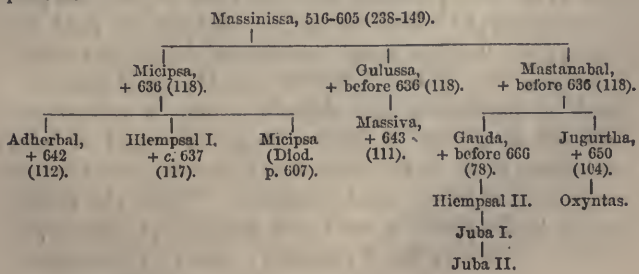 Massinissa, 516-605 (238-149).
Micipsa, Gulussa, Mastanabal,
+ 636 (118). + before 636 (118). + before 636 (118).
Adherbal, Hiempsal I. Micipsa Massiva, Gauda, Jugurtha,
+ 642 + c. 637 (Diod. + 643 + before 666 + 650
(112). (117). p. 607). (111). (78). (104).
Hiempsal II. Oxyntas.
Juba I.
Juba II.